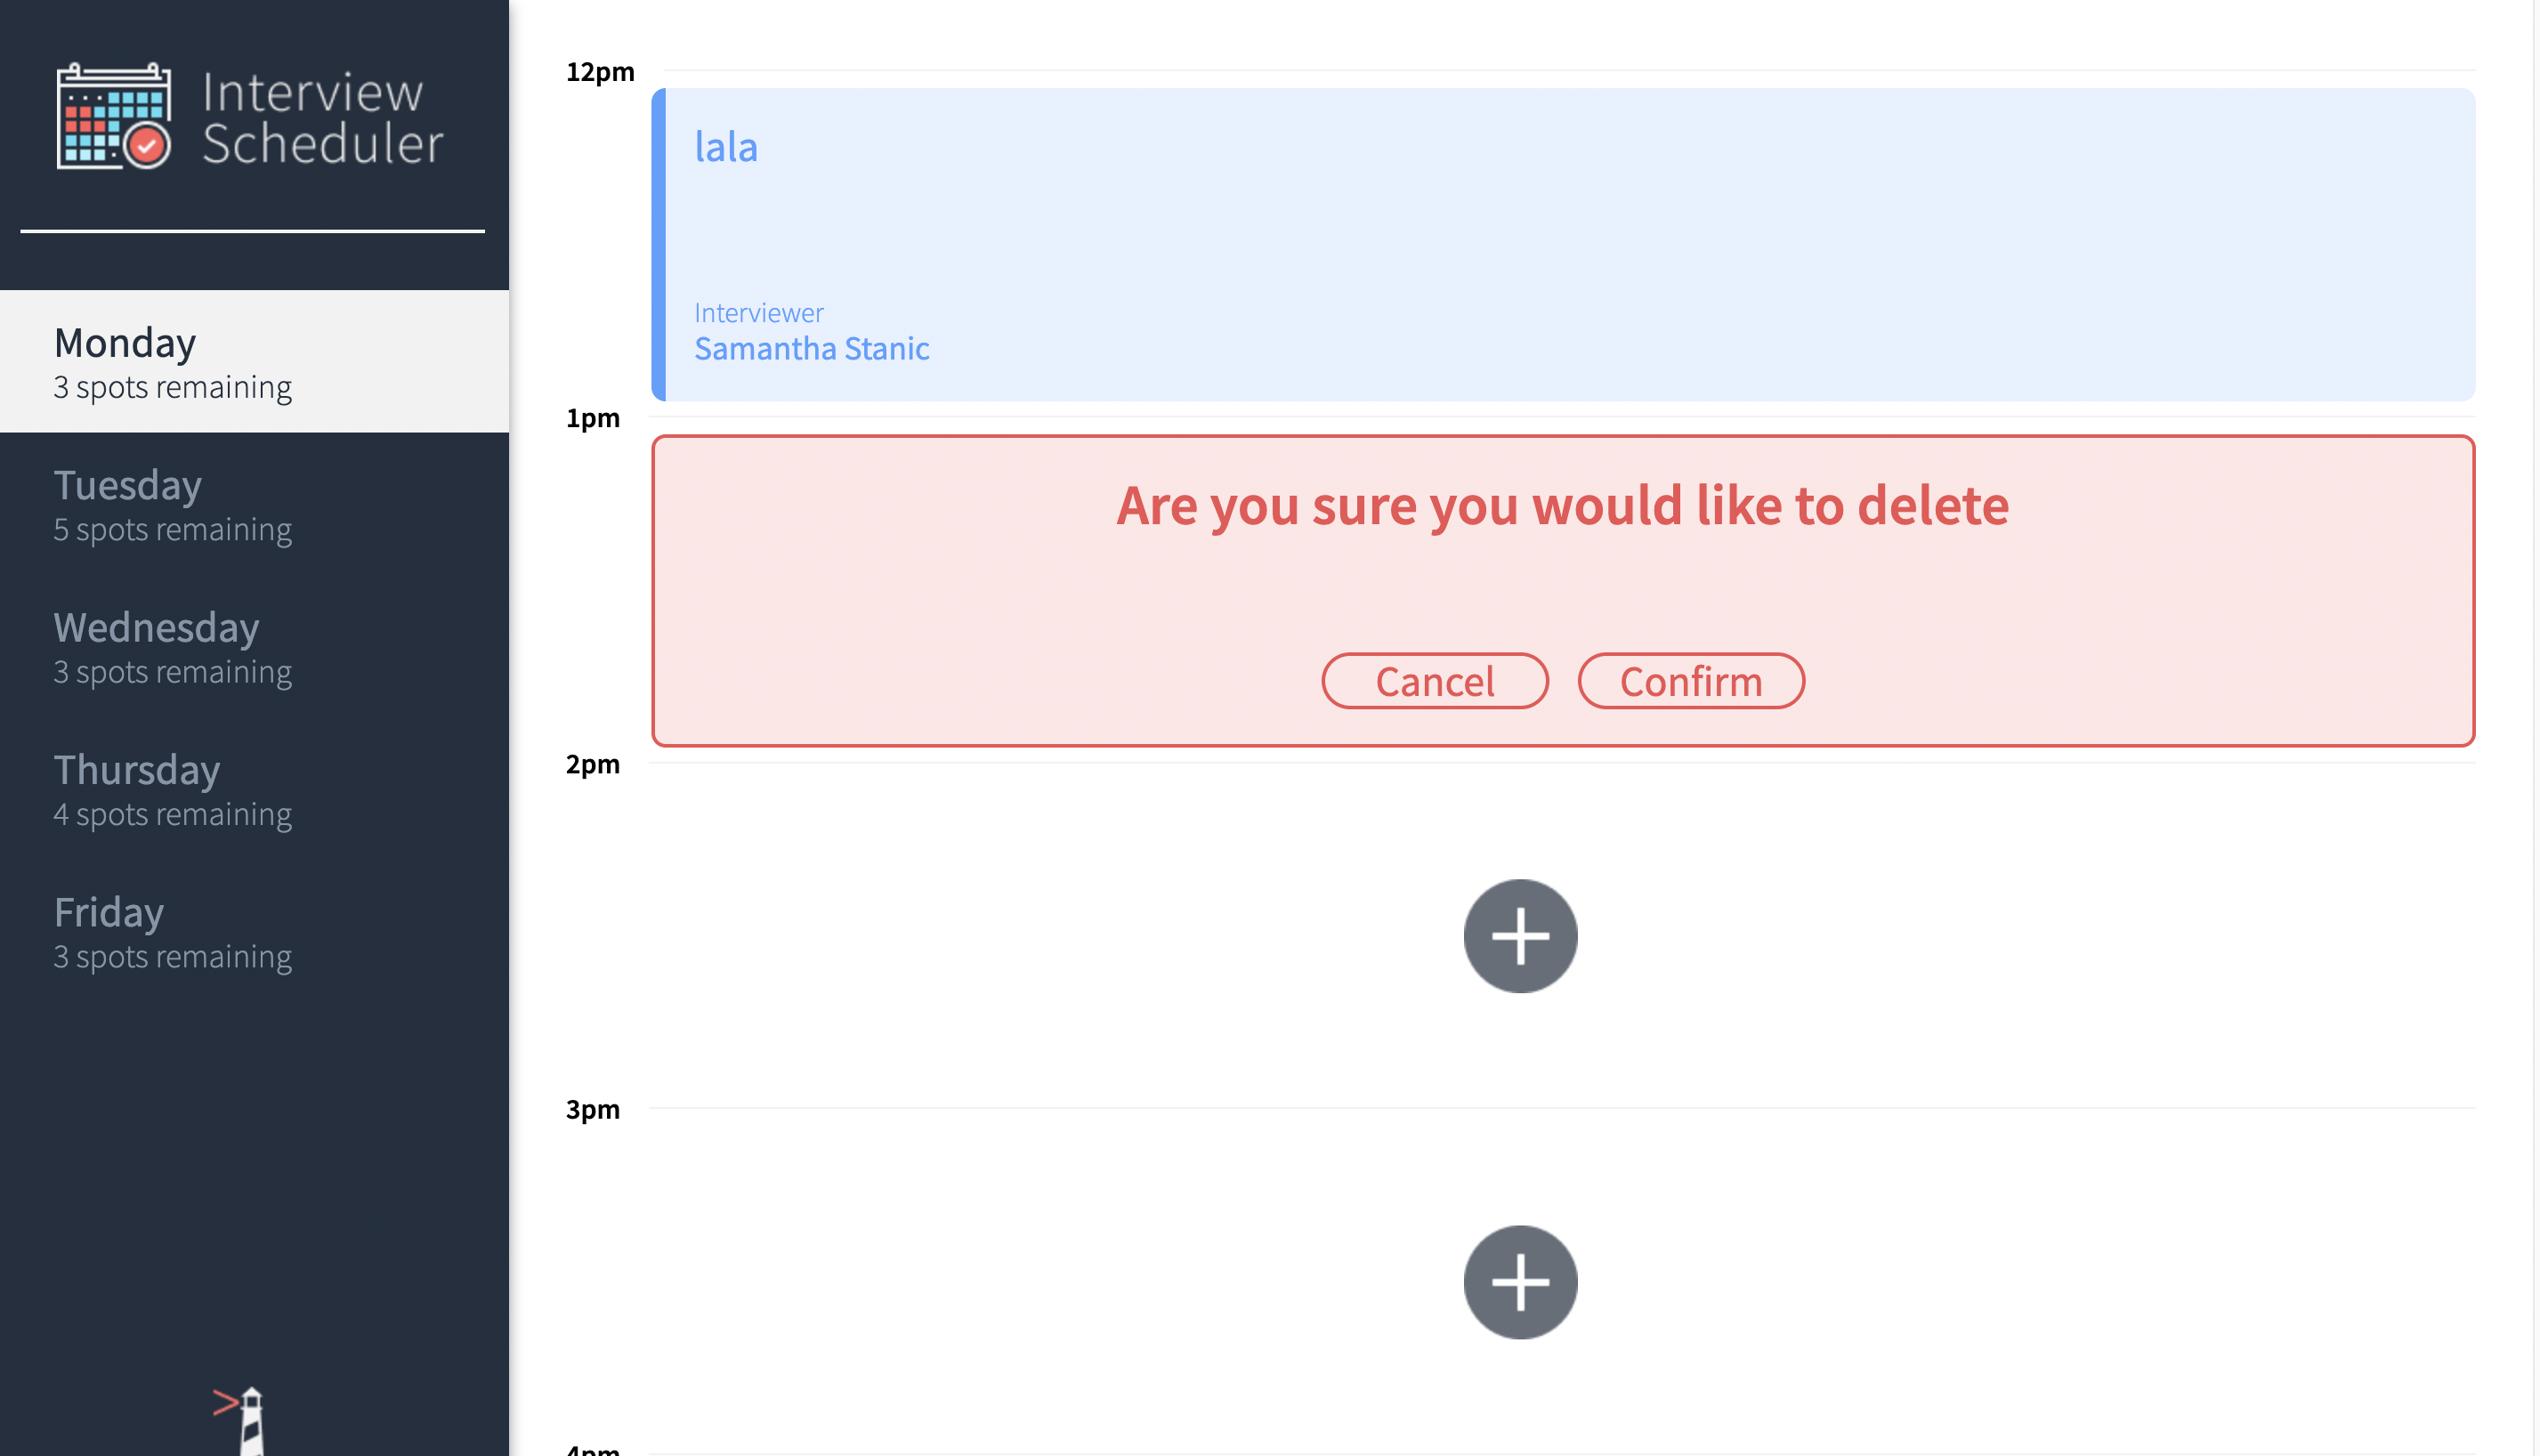 Interview
Scheduler
Monday
3 spots remaining
Tuesday
5 spots remaining
Wednesday
3 spots remaining
Thursday
4 spots remaining
Friday
3 spots remaining
12pm
lala
Interviewer
Samantha Stanic
1pm
Are you sure you would like to delete
Cancel Confirm
2pm
3pm
4pm